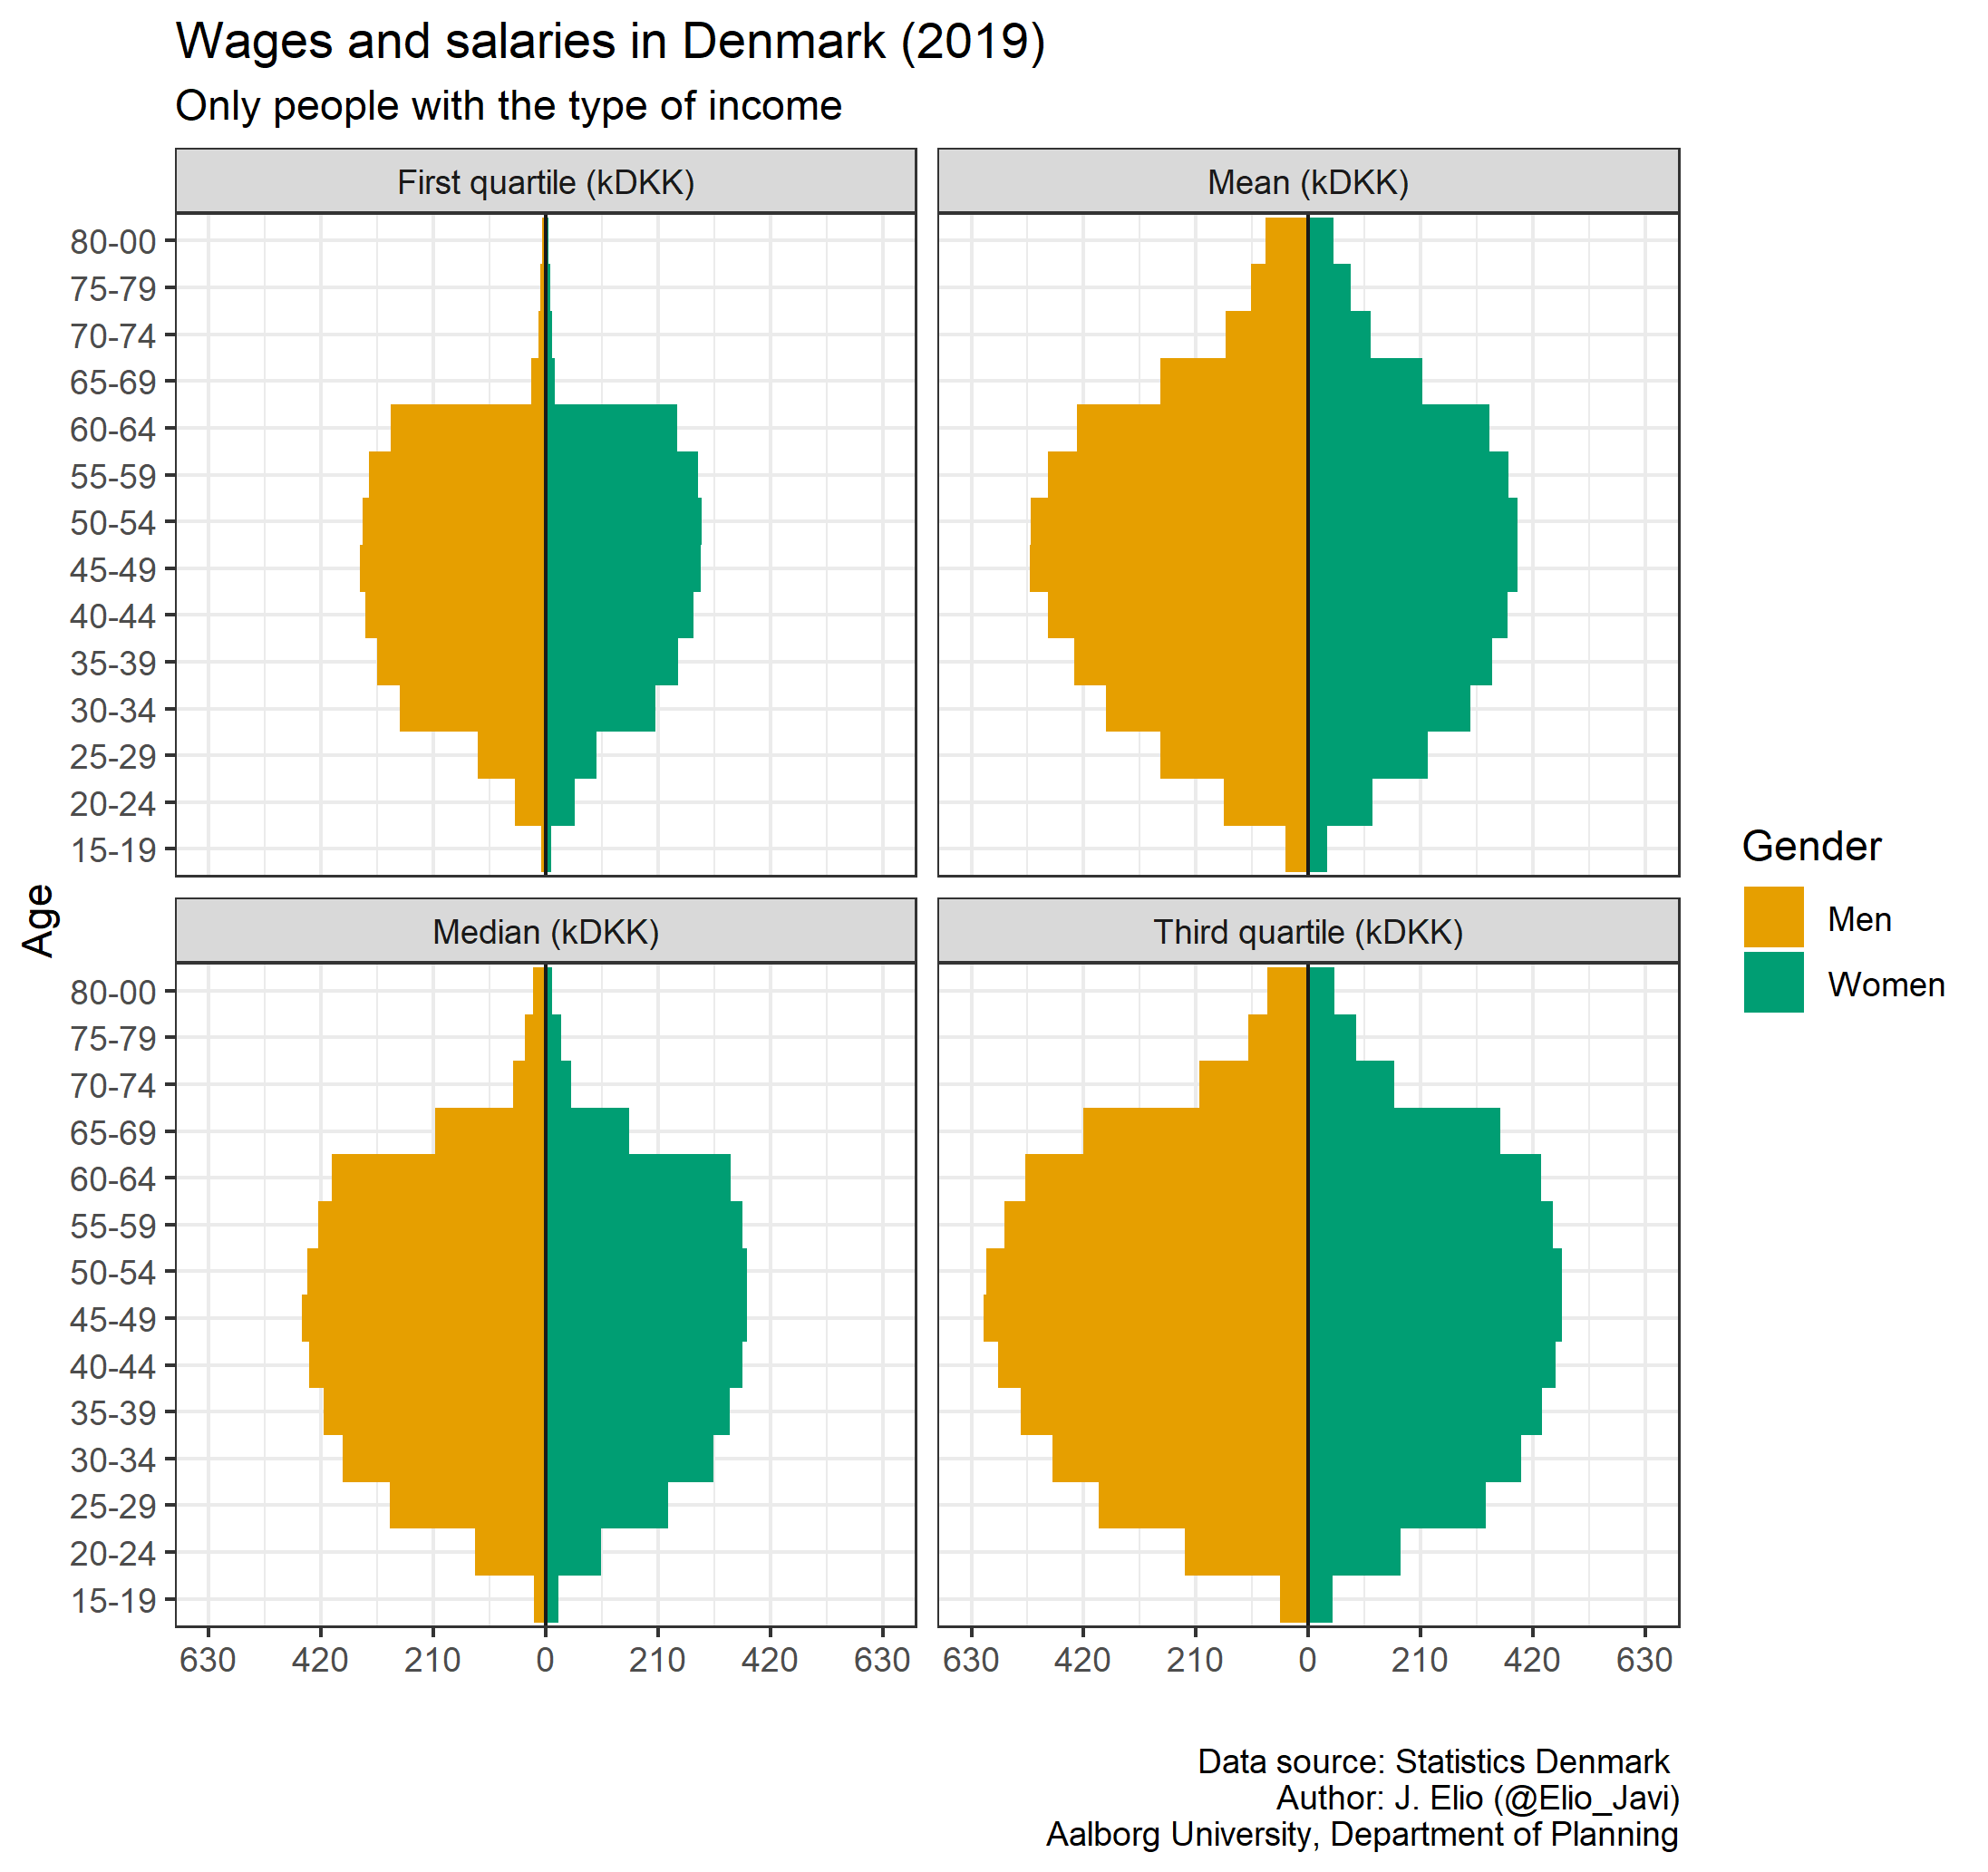 Wages and salaries in Denmark (2019)
Only people with the type of income
First quartile (kDKK)
Mean (kDKK)
80-00
75-79
70-74
65-69
60-64
55-59
50-54
45-49
40-44
35-39
30-34
25-29
20-24
15-19
Age
Median (kDKK)
Third quartile (kDKK)
80-00
75-79
70-74
65-69
60-64
55-59
50-54
45-49
40-44
35-39
30-34
25-29
20-24
15-19
630 420 210 0 210 420 630
630 420 210 0 210 420 630
Gender
Men
Women
Data source: Statistics Denmark
Author: J. Elio (@Elio_Javi)
Aalborg University, Department of Planning